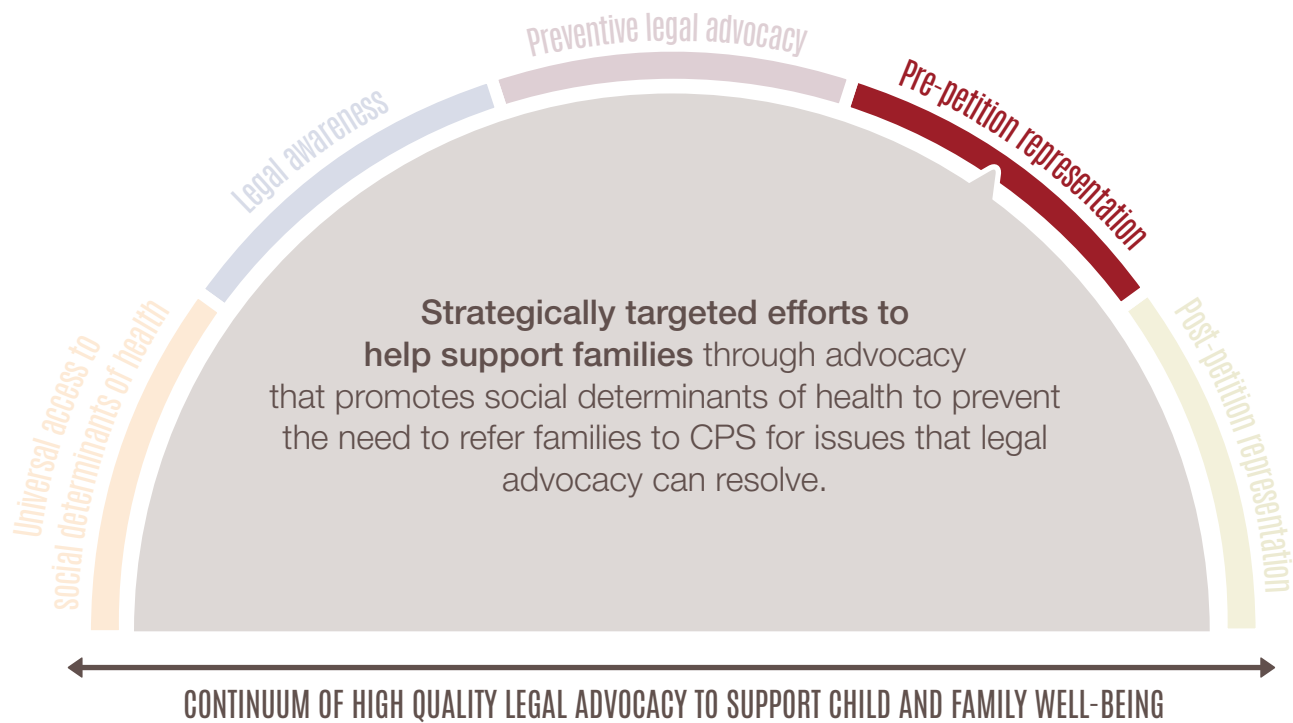 Universal access to
social determinants of health
Legal awareness
Preventive legal advocacy
Pre-petition representation
Post-petition representation
Strategically targeted efforts to
help support families through advocacy
that promotes social determinants of health to prevent
the need to refer families to CPS for issues that legal
advocacy can resolve.
CONTINUUM OF HIGH QUALITY LEGAL ADVOCACY TO SUPPORT CHILD AND FAMILY WELL-BEING